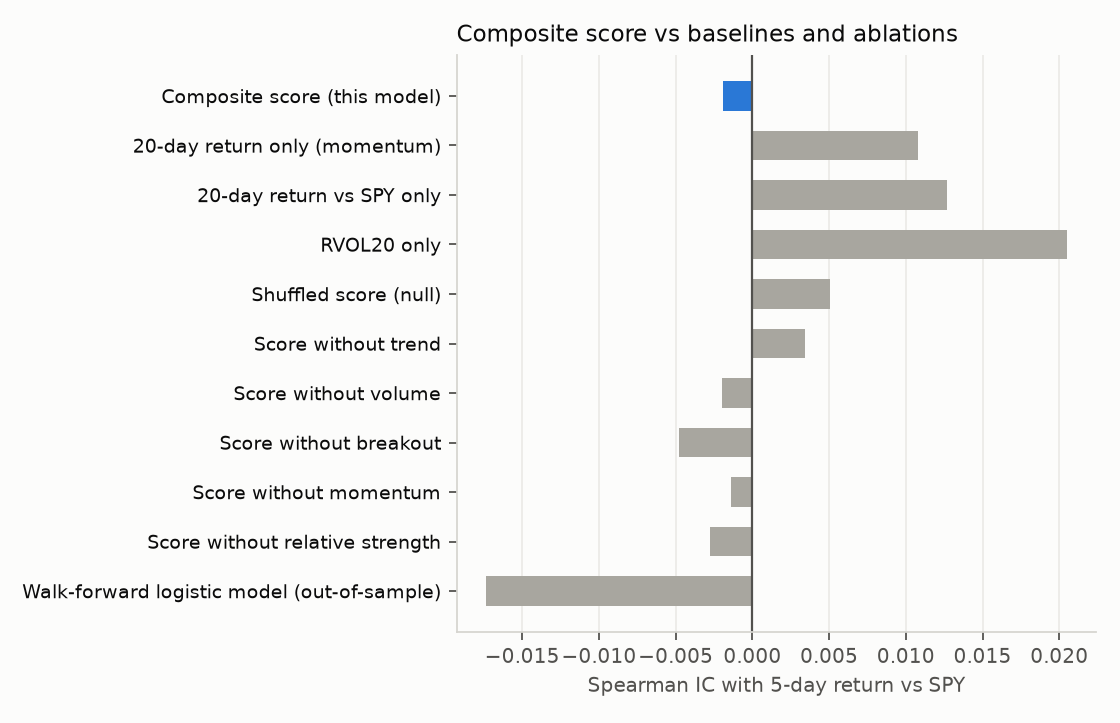 Composite score vs baselines and ablations
Composite score (this model)
20-day return only (momentum)
20-day return vs SPY only
RVOL20 only
Shuffled score (null)
Score without trend
Score without volume
Score without breakout
Score without momentum
Score without relative strength
Walk-forward logistic model (out-of-sample)
−0.015 −0.010 −0.005 0.000 0.005 0.010 0.015 0.020
Spearman IC with 5-day return vs SPY